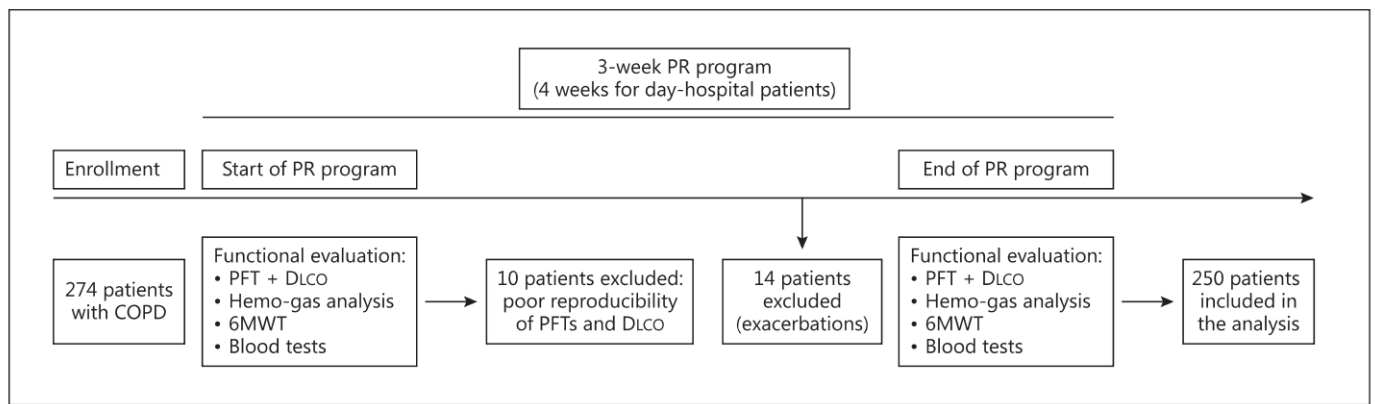 3-week PR program
(4 weeks for day-hospital patients)
Enrollment
Start of PR program
End of PR program
274 patients
with COPD
Functional evaluation:
• PFT + DLCO
• Hemo-gas analysis
• 6MWT
• Blood tests
10 patients excluded:
poor reproducibility
of PFTs and DLCO
14 patients
excluded
(exacerbations)
Functional evaluation:
• PFT + DLCO
• Hemo-gas analysis
• 6MWT
• Blood tests
250 patients
included in
the analysis